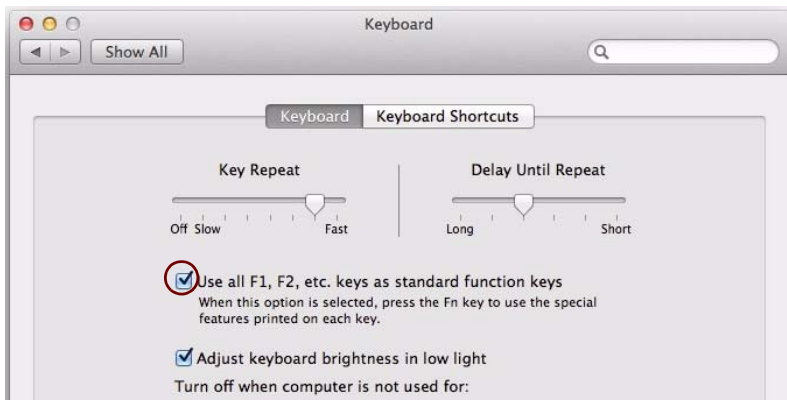 Keyboard
Show All
Keyboard Keyboard Shortcuts
Key Repeat Delay Until Repeat
Off Slow Fast Long Short
Use all F1, F2, etc. keys as standard function keys
When this option is selected, press the Fn key to use the special
features printed on each key.
Adjust keyboard brightness in low light
Turn off when computer is not used for: